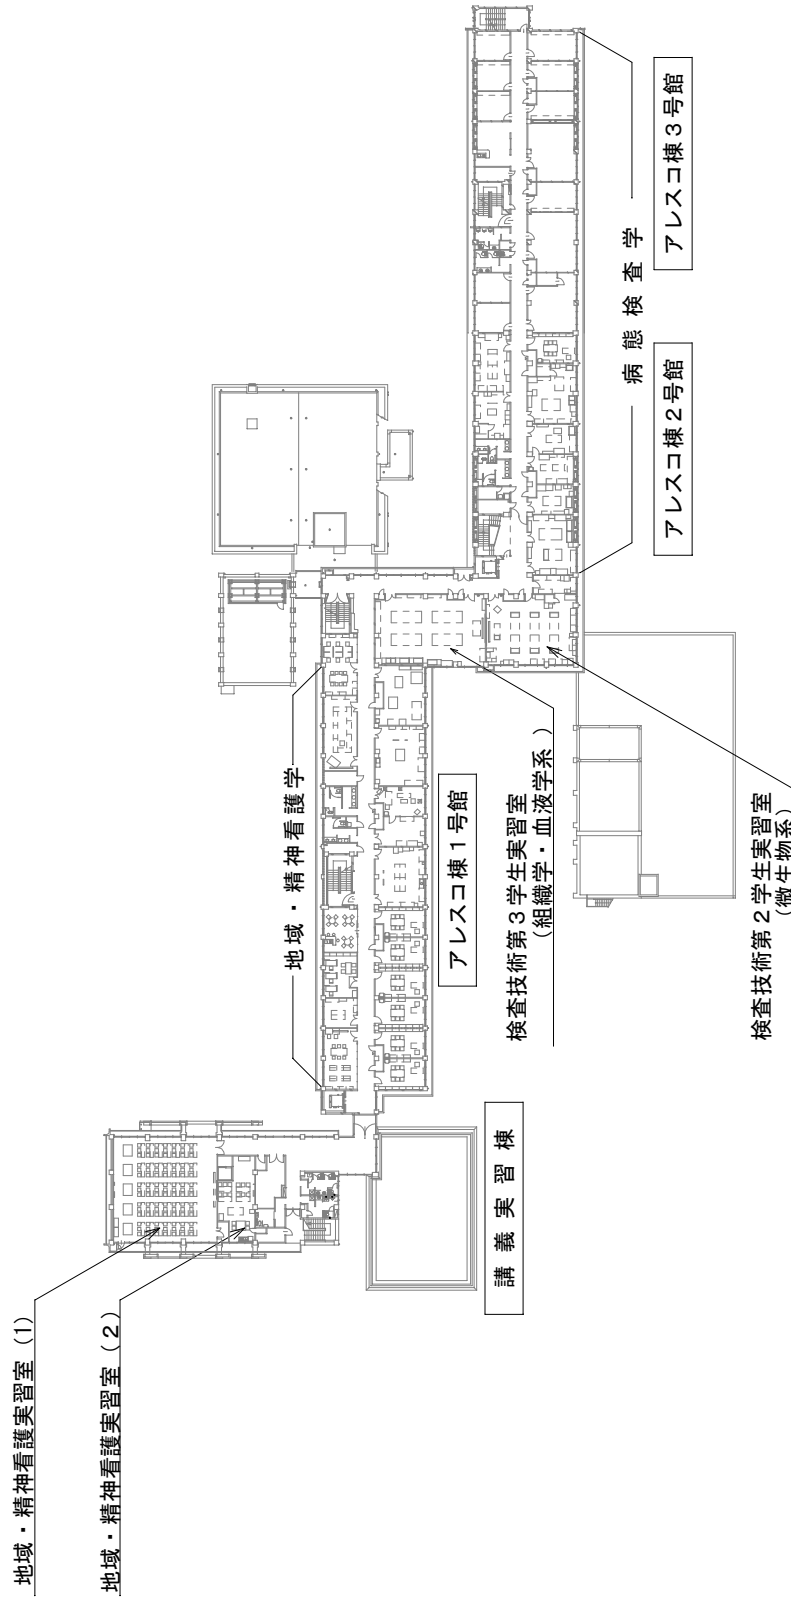 地域・精神看護実習室(1)
地域・精神看護実習室(2)
講義実習棟
地域・精神看護学
アレスコ棟1号館
検査技術第3学生実習室
(組織学・血液学系)
検査技術第2学生実習室
(微生物系)
病態検査学
アレスコ棟2号館
アレスコ棟3号館